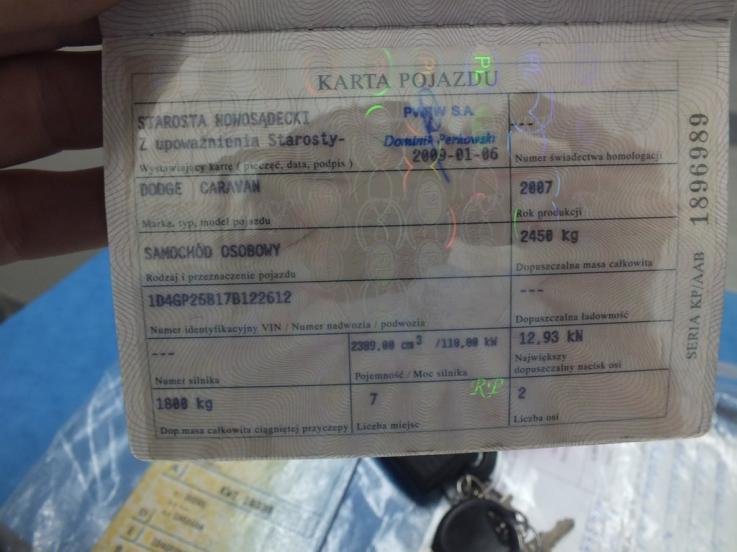 KARTA POJAZDU
STAROSTA NOWOSĄDECKI
Z upoważnienia Starosty-
PWPW S.A.
Dominik Pernowski
2009-01-06
Wystawiający kartę ( pieczęć, data, podpis )
---
Numer świadectwa homologacji
DODGE CARAVAN
Marka, typ, model pojazdu
2007
Rok produkcji
SAMOCHÓD OSOBOWY
Rodzaj i przeznaczenie pojazdu
2450 kg
Dopuszczalna masa całkowita
1D4GP25B17B122612
Numer identyfikacyjny VIN / Numer nadwozia / podwozia
---
Dopuszczalna ładowność
---
Numer silnika
2389,00 cm³ /110,00 kW
Pojemność / Moc silnika
12,93 kN
Największy
dopuszczalny nacisk osi
1800 kg
Dop. masa całkowita ciągniętej przyczepy
7
Liczba miejsc
RP
2
Liczba osi
SERIA KP/AAB 1896989